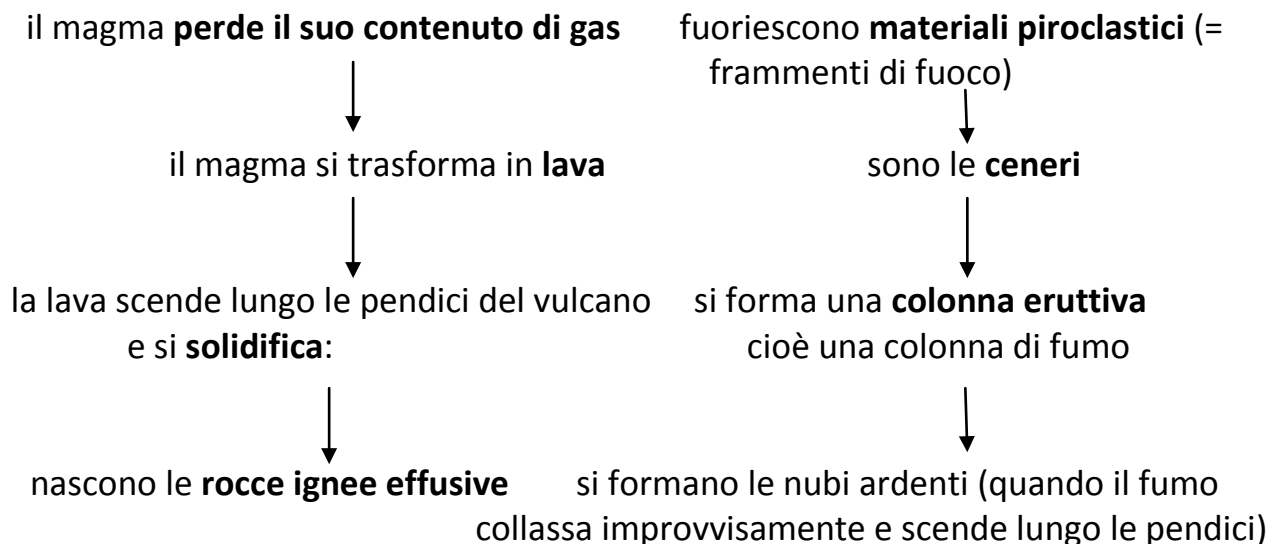 il magma perde il suo contenuto di gas
il magma si trasforma in lava
la lava scende lungo le pendici del vulcano
e si solidifica:
nascono le rocce ignee effusive
fuoriescono materiali piroclastici (=
frammenti di fuoco)
sono le ceneri
si forma una colonna eruttiva
cioè una colonna di fumo
si formano le nubi ardenti (quando il fumo
collassa improvvisamente e scende lungo le pendici)